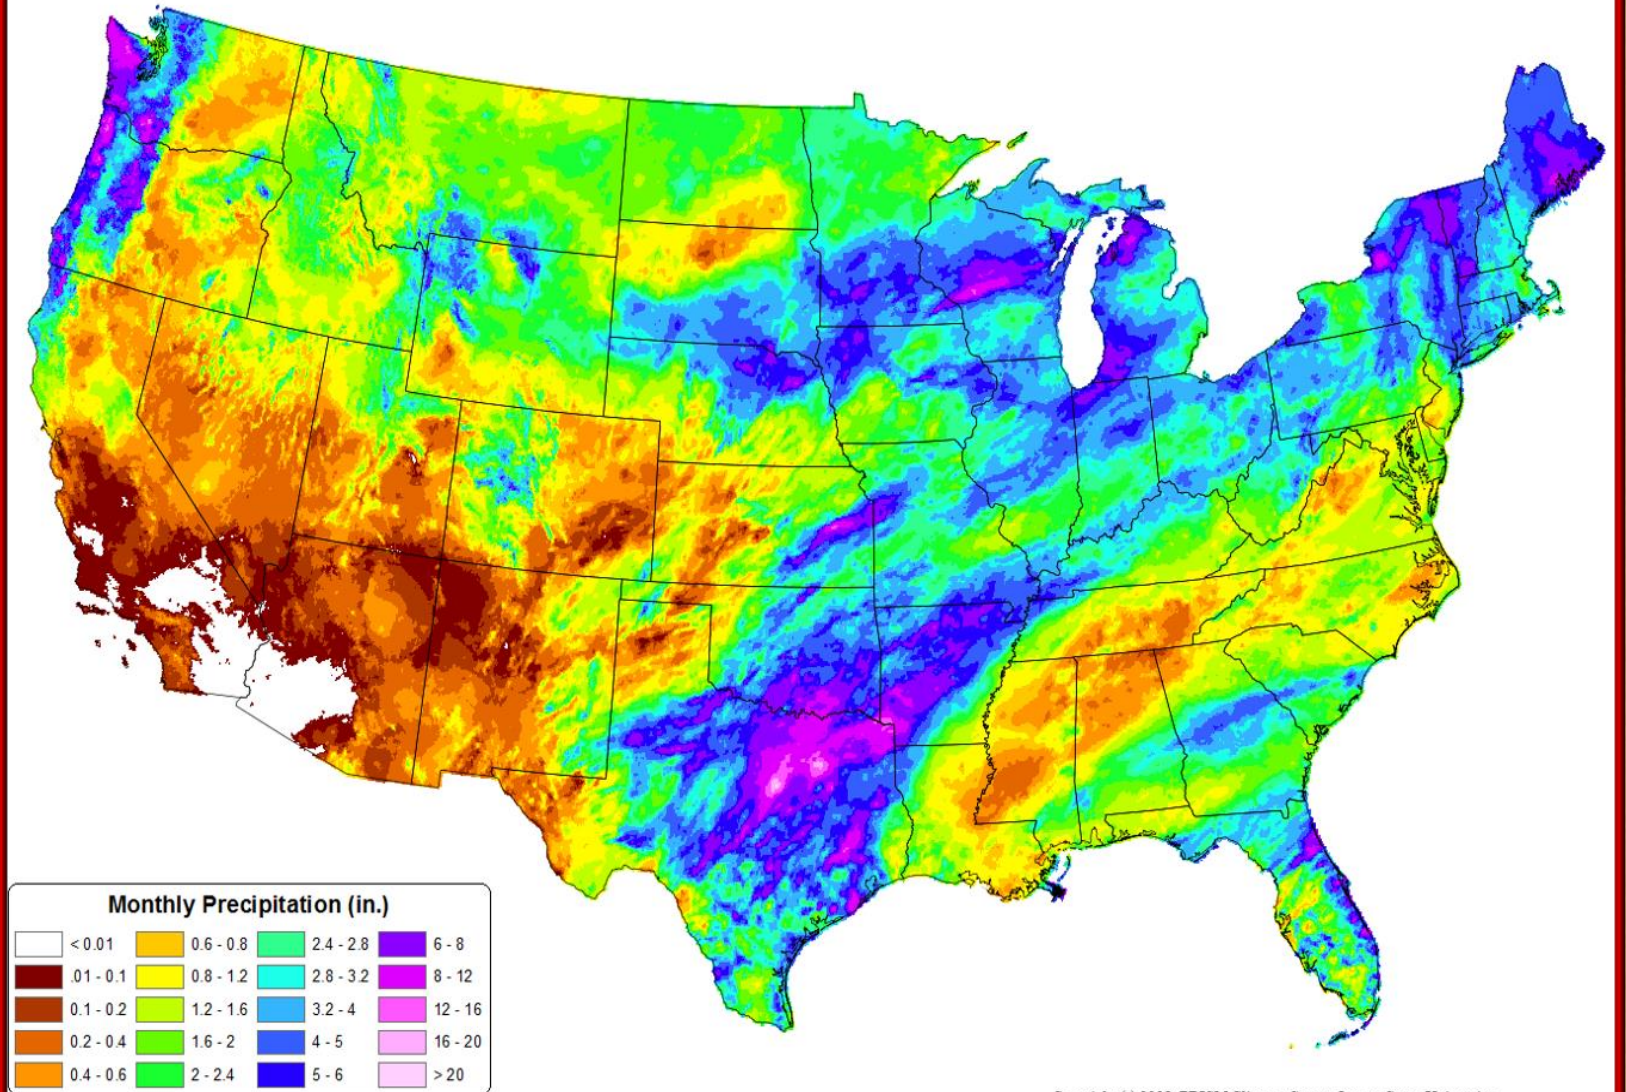 Monthly Precipitation (in.)
< 0.01 0.6 - 0.8 2.4 - 2.8 6 - 8
.01 - 0.1 0.8 - 1.2 2.8 - 3.2 8 - 12
0.1 - 0.2 1.2 - 1.6 3.2 - 4 12 - 16
0.2 - 0.4 1.6 - 2 4 - 5 16 - 20
0.4 - 0.6 2 - 2.4 5 - 6 > 20